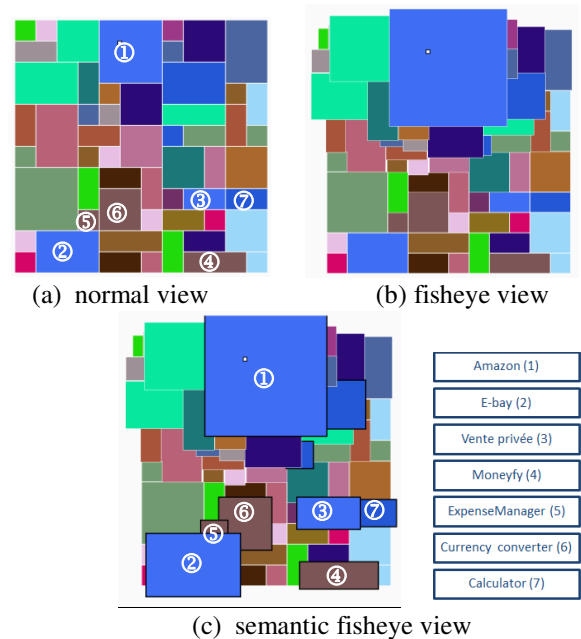 ①
③
⑦
⑥
⑤
②
④
(a) normal view
(b) fisheye view
①
⑥
③
⑦
⑤
②
④
Amazon (1)
E-bay (2)
Vente privée (3)
Moneyfy (4)
ExpenseManager (5)
Currency converter (6)
Calculator (7)
(c) semantic fisheye view